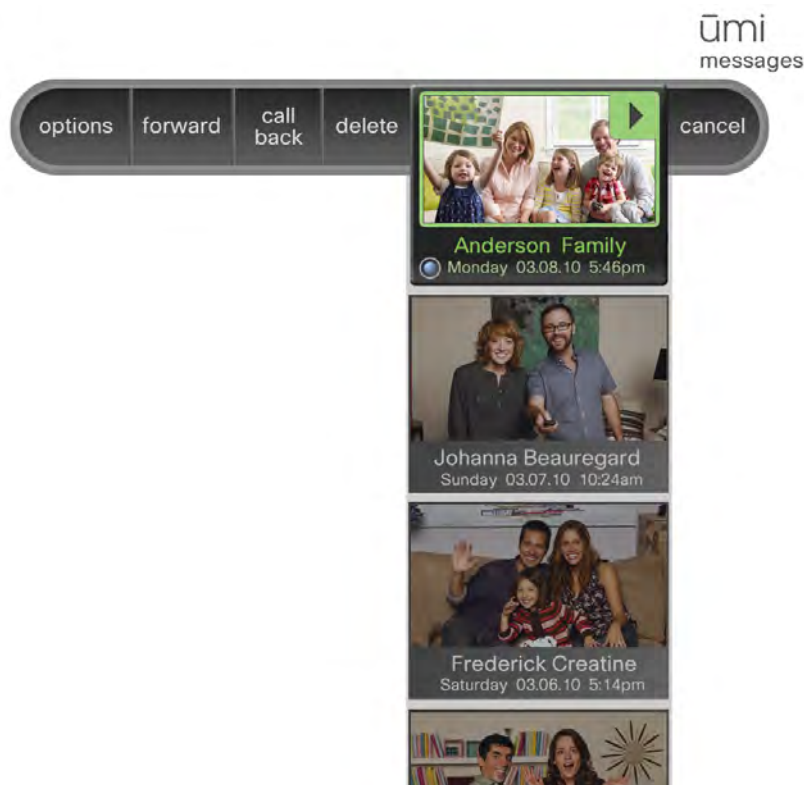 ūmi
messages
options
forward
call
back
delete
cancel
Anderson Family
Monday 03.08.10 5:46pm
Johanna Beauregard
Sunday 03.07.10 10:24am
Frederick Creatine
Saturday 03.06.10 5:14pm